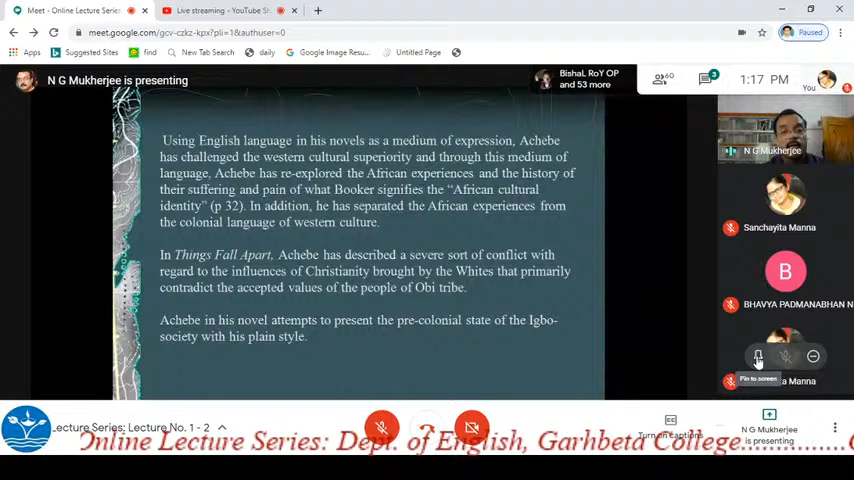 Meet - Online Lecture Series:
Live streaming - YouTube S
meet.google.com/gcv-czkz-kpx?pli=1&authuser=0
Paused
Apps
Suggested Sites
find
New Tab Search
daily
Google Image Resu...
Untitled Page
N G Mukherjee is presenting
BishaL RoY OP
and 53 more
60
3
1:17 PM
You
Using English language in his novels as a medium of expression, Achebe
has challenged the western cultural superiority and through this medium of
language, Achebe has re-explored the African experiences and the history of
their suffering and pain of what Booker signifies the “African cultural
identity” (p 32). In addition, he has separated the African experiences from
the colonial language of western culture.
In Things Fall Apart, Achebe has described a severe sort of conflict with
regard to the influences of Christianity brought by the Whites that primarily
contradict the accepted values of the people of Obi tribe.
Achebe in his novel attempts to present the pre-colonial state of the Igbo-
society with his plain style.
N G Mukherjee
Sanchayita Manna
B
BHAVYA PADMANABHAN N
Pin to screen
ta Manna
ecture Series: Lecture No. 1 - 2
Turn on captions
N G Mukherjee
is presenting
Online Lecture Series: Dept. of English, Garhbeta College